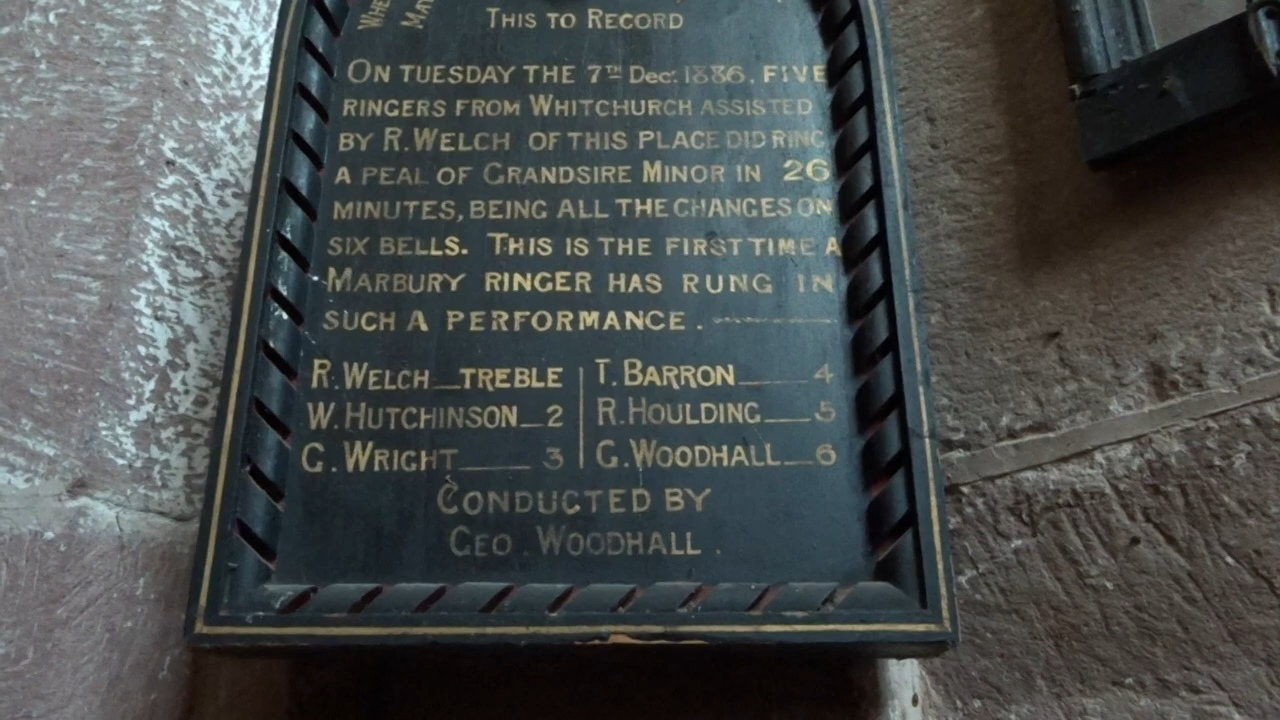 This to Record
On Tuesday the 7th Dec. 1886. Five
ringers from Whitchurch assisted
by R. Welch of this place did ring
a peal of Grandsire Minor in 26
minutes, being all the changes on
six bells. This is the first time a
Marbury ringer has rung in
such a performance.
R. Welch Treble
W. Hutchinson 2
G. Wright 3
T. Barron 4
R. Houlding 5
G. Woodhall 6
Conducted by
Geo. Woodhall.